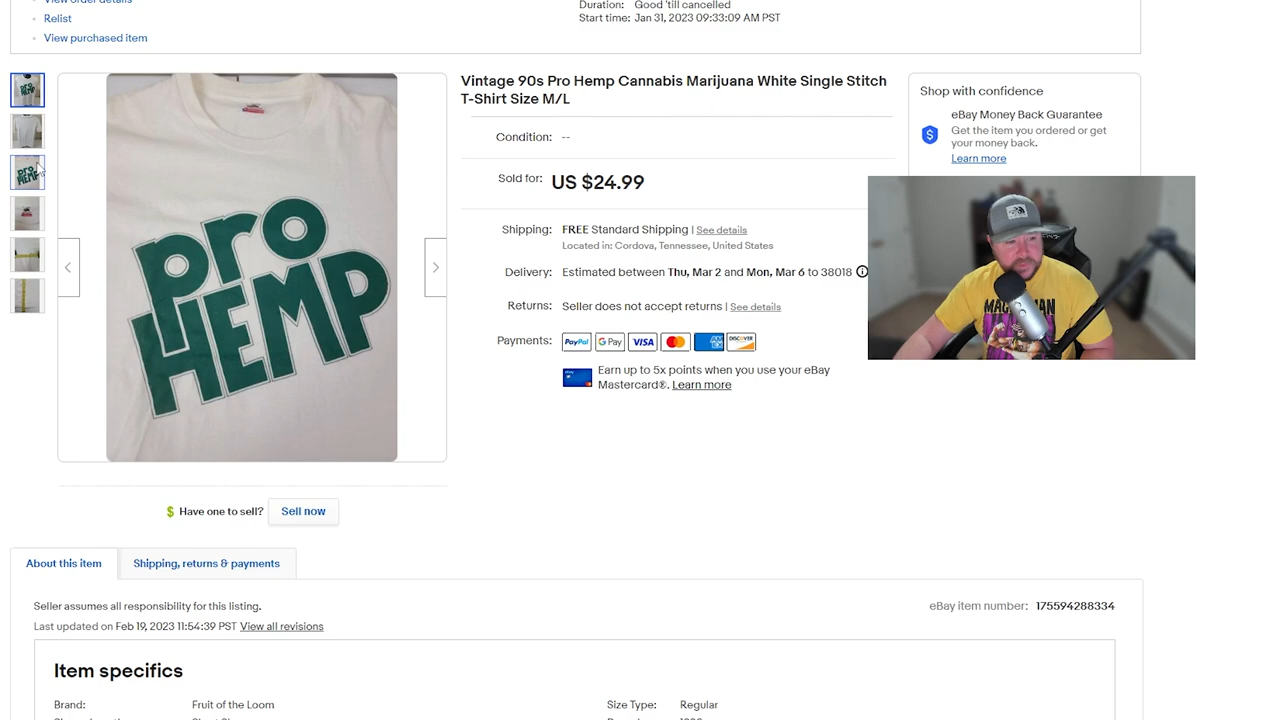 View order details
Relist
View purchased item
Duration: Good 'till cancelled
Start time: Jan 31, 2023 09:33:09 AM PST
Vintage 90s Pro Hemp Cannabis Marijuana White Single Stitch
T-Shirt Size M/L
Condition: --
Sold for: US $24.99
Shipping: FREE Standard Shipping | See details
Located in: Cordova, Tennessee, United States
Delivery: Estimated between Thu, Mar 2 and Mon, Mar 6 to 38018
Returns: Seller does not accept returns | See details
Payments: PayPal G Pay VISA DISCOVER
Earn up to 5x points when you use your eBay
Mastercard®. Learn more
Shop with confidence
eBay Money Back Guarantee
Get the item you ordered or get
your money back.
Learn more
pro
HEMP
Have one to sell? Sell now
About this item
Shipping, returns & payments
Seller assumes all responsibility for this listing.
eBay item number: 175594288334
Last updated on Feb 19, 2023 11:54:39 PST View all revisions
Item specifics
Brand: Fruit of the Loom
Size Type: Regular